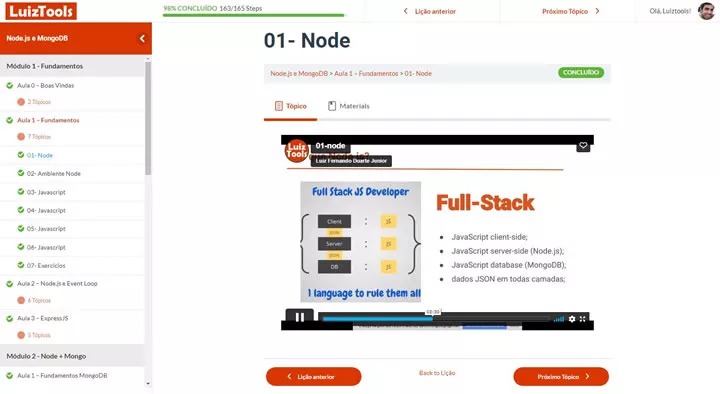 LuizTools
98% CONCLUÍDO 163/165 Steps
Lição anterior
Próximo Tópico
Olá, Luiztools!
Node.js e MongoDB
Módulo 1 - Fundamentos
Aula 0 – Boas Vindas
2 Tópicos
Aula 1 – Fundamentos
7 Tópicos
01- Node
02- Ambiente Node
03- Javascript
04- Javascript
05- Javascript
06- Javascript
07- Exercícios
Aula 2 – Node.js e Event Loop
6 Tópicos
Aula 3 – ExpressJS
Tópicos
Módulo 2 - Node + Mongo
Aula 1 – Fundamentos MongoDB
01- Node
Node.js e MongoDB > Aula 1 – Fundamentos > 01- Node
CONCLUÍDO
Tópico
Materials
Luiz Tools
01-node
Luiz Fernando Duarte Junior
Full Stack JS Developer
Client : JS
JSON
Server : JS
JSON
DB : JS
1 language to rule them all
Full-Stack
JavaScript client-side;
JavaScript server-side (Node.js);
JavaScript database (MongoDB);
dados JSON em todas camadas;
Lição anterior
Back to Lição
Próximo Tópico